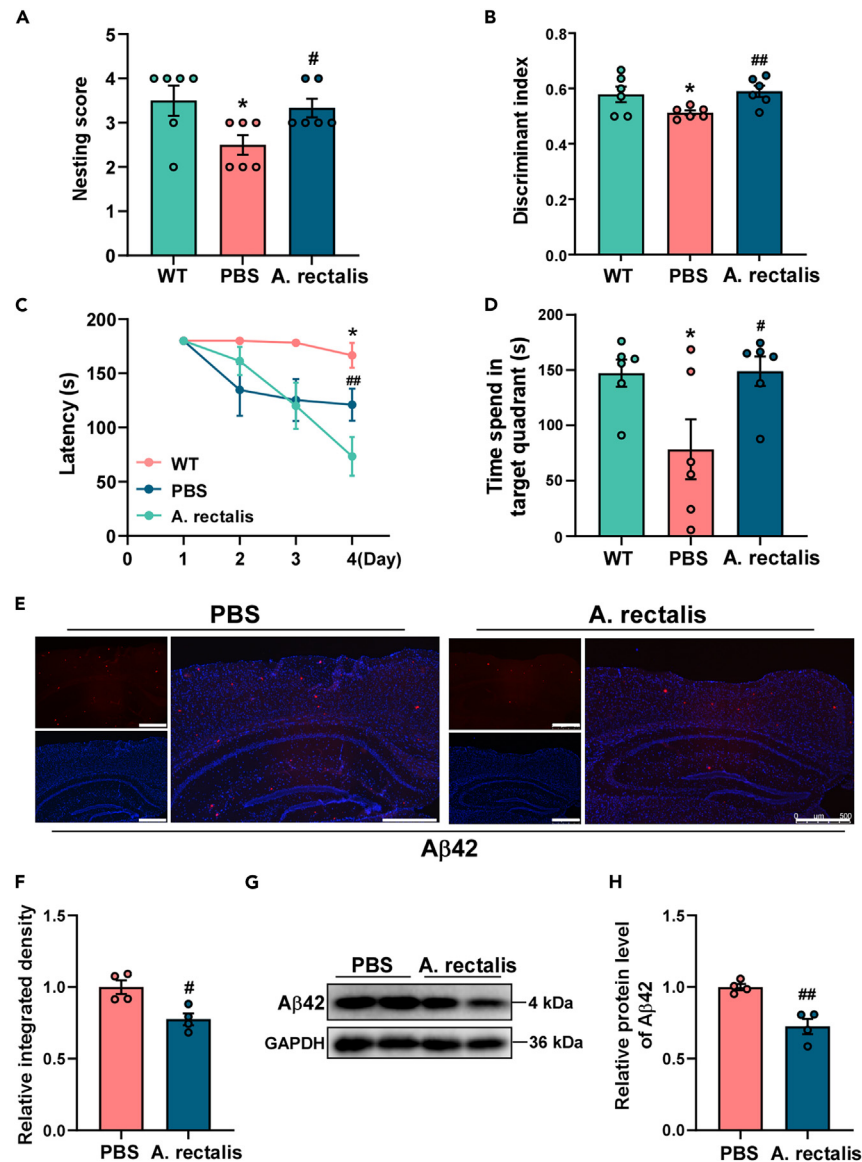 A
Nesting score
5
4
3
2
1
0
*
#
WT PBS A. rectalis
B
Discriminant index
0.8
0.6
0.4
0.2
0.0
*
##
WT PBS A. rectalis
C
Latency (s)
200
150
100
50
0
*
##
WT
PBS
A. rectalis
0 1 2 3 4(Day)
D
Time spend in
target quadrant (s)
200
150
100
50
0
*
#
WT PBS A. rectalis
E
PBS A. rectalis
0 µm 500
Aβ42
F
Relative integrated density
1.5
1.0
0.5
0.0
#
PBS A. rectalis
G
PBS A. rectalis
Aβ42 4 kDa
GAPDH 36 kDa
H
Relative protein level
of Aβ42
1.5
1.0
0.5
0.0
##
PBS A. rectalis